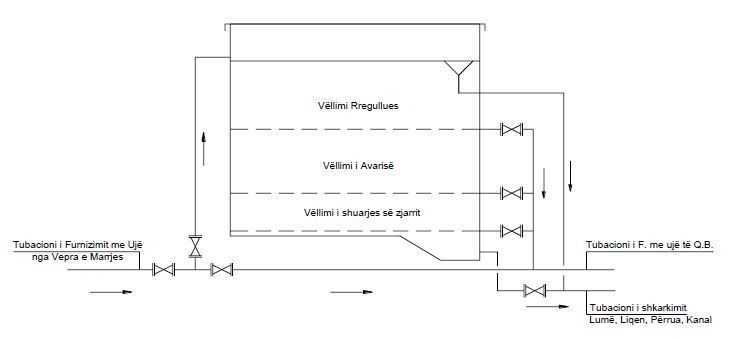 Vëllimi Rregullues
Vëllimi i Avarisë
Vëllimi i shuarjes së zjarrit
Tubacioni i Furnizimit me Ujë
nga Vepra e Marrjes
Tubacioni i F. me ujë të Q.B.
Tubacioni i shkarkimit
Lumë, Liqen, Përrua, Kanal